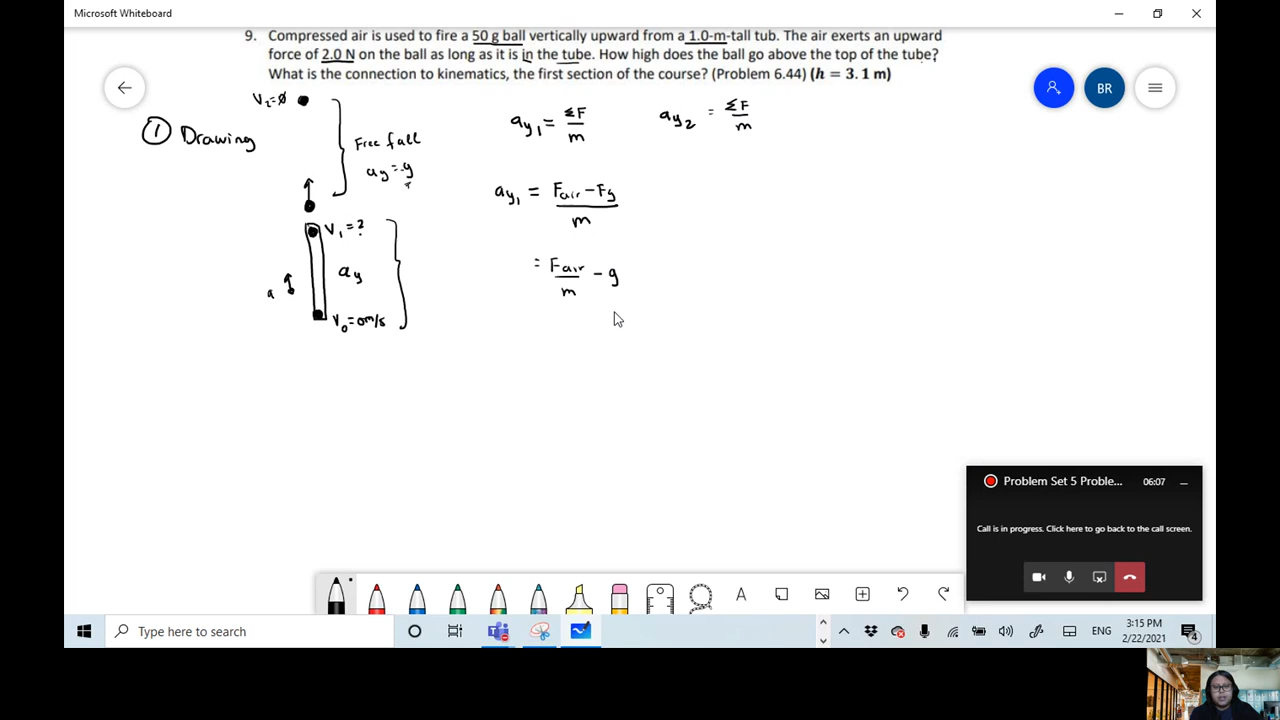 Microsoft Whiteboard
9. Compressed air is used to fire a 50 g ball vertically upward from a 1.0-m-tall tub. The air exerts an upward
force of 2.0 N on the ball as long as it is in the tube. How high does the ball go above the top of the tube?
What is the connection to kinematics, the first section of the course? (Problem 6.44) (h = 3.1 m)
BR
V₂=Ø
① Drawing
Free fall
ay=-g
V₁ = ?
ay
a
V₀=0m/s
ay₁ = ΣF/m
ay₂ = ΣF/m
ay₁ = (Fair - Fg)/m
= Fair/m - g
Problem Set 5 Proble...
06:07
Call is in progress. Click here to go back to the call screen.
A
Type here to search
ENG
3:15 PM
2/22/2021
4